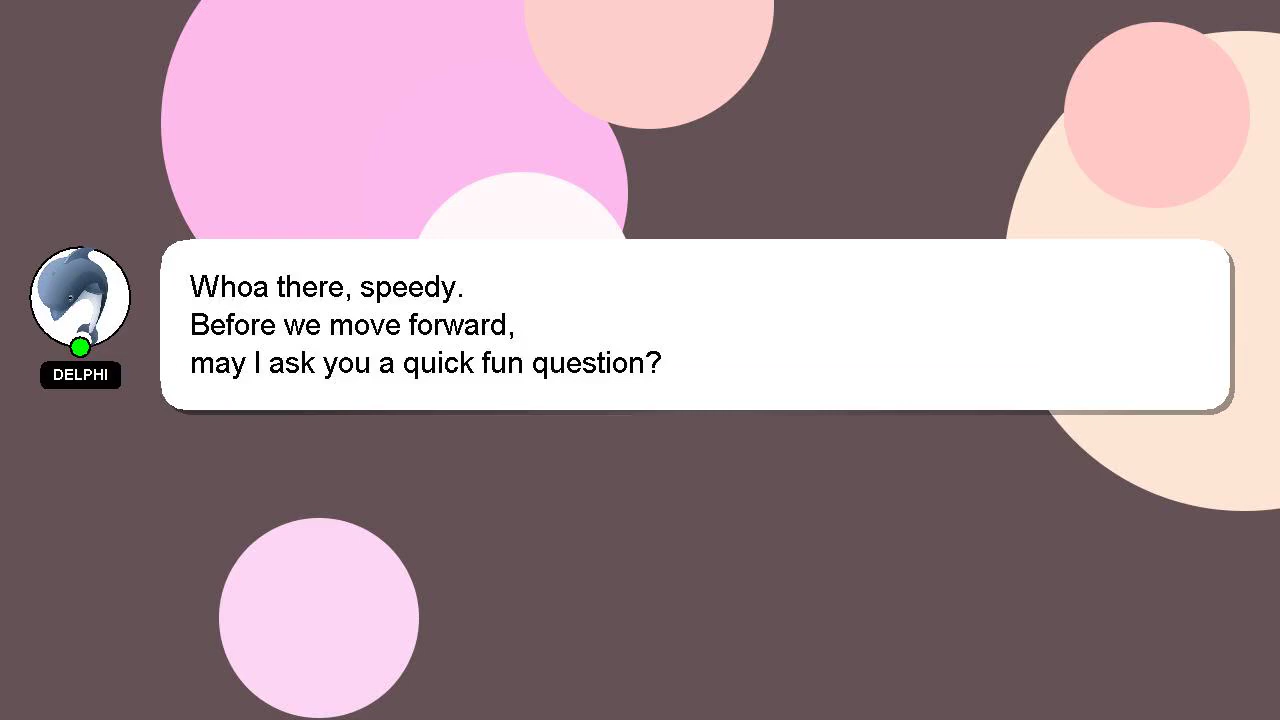 Whoa there, speedy.
Before we move forward,
may I ask you a quick fun question?
DELPHI